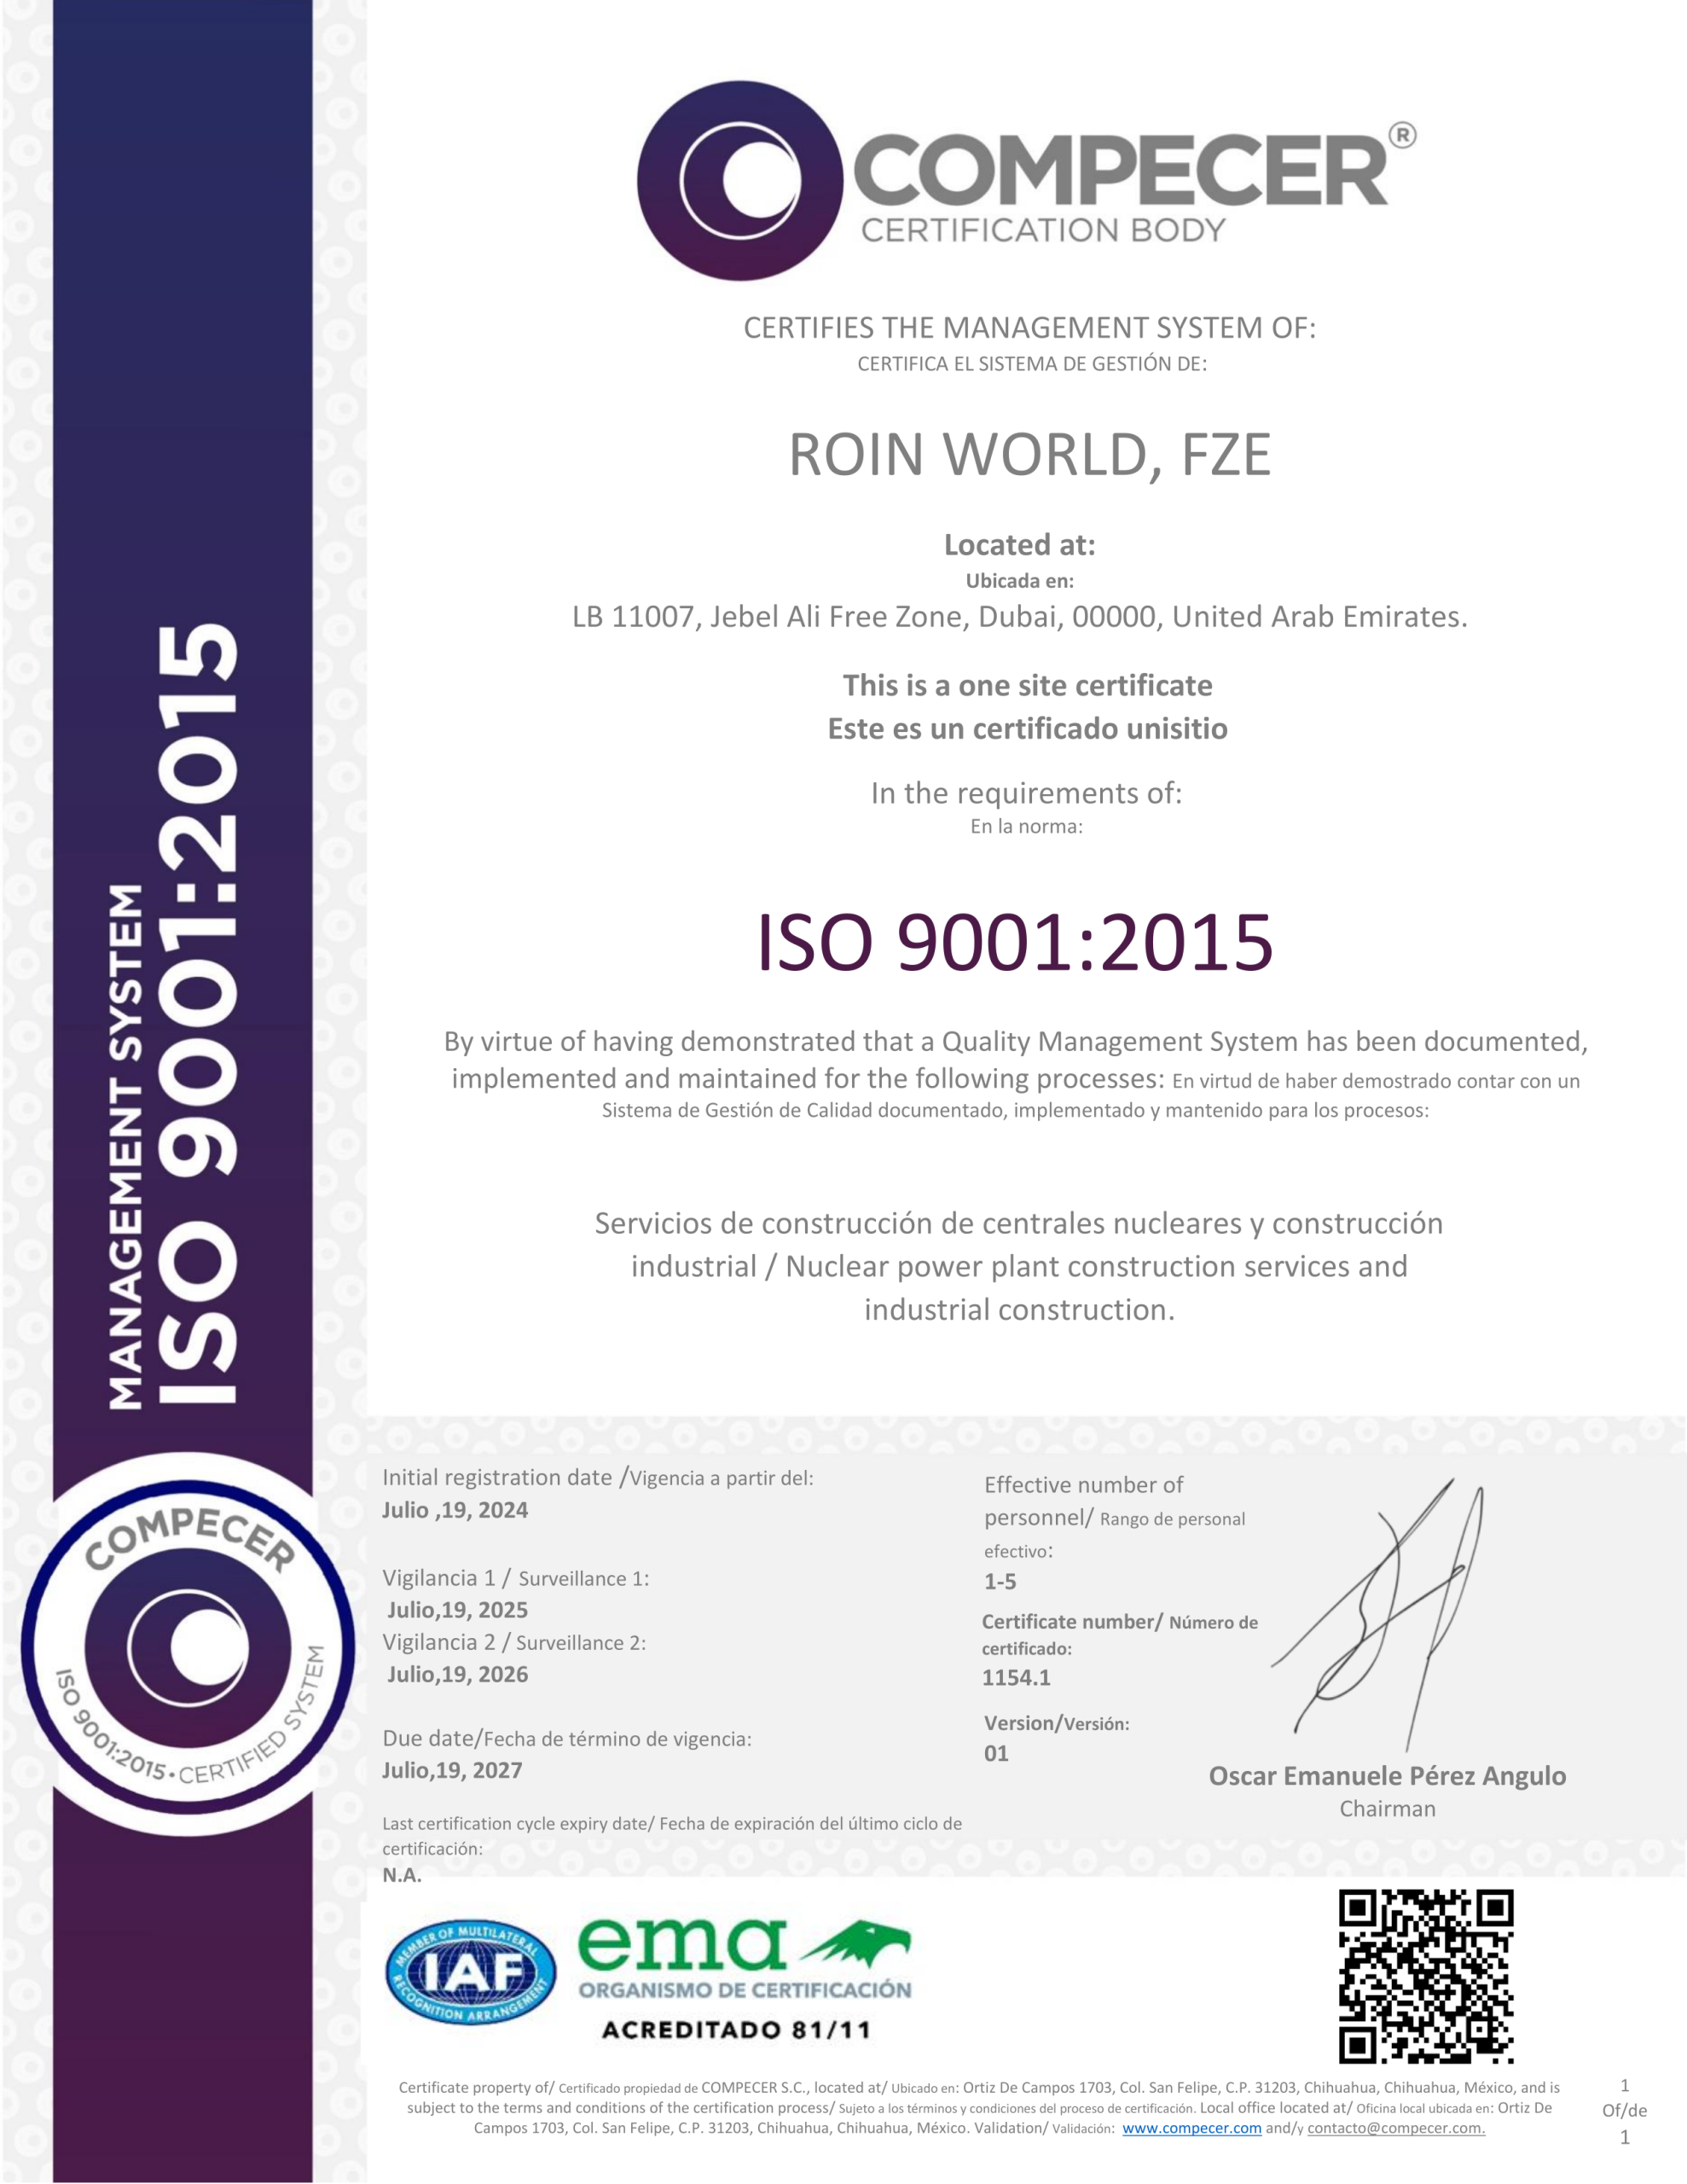 MANAGEMENT SYSTEM
ISO 9001:2015
COMPECER
ISO 9001:2015 • CERTIFIED SYSTEM
COMPECER®
CERTIFICATION BODY
CERTIFIES THE MANAGEMENT SYSTEM OF:
CERTIFICA EL SISTEMA DE GESTIÓN DE:
ROIN WORLD, FZE
Located at:
Ubicada en:
LB 11007, Jebel Ali Free Zone, Dubai, 00000, United Arab Emirates.
This is a one site certificate
Este es un certificado unisitio
In the requirements of:
En la norma:
ISO 9001:2015
By virtue of having demonstrated that a Quality Management System has been documented,
implemented and maintained for the following processes: En virtud de haber demostrado contar con un
Sistema de Gestión de Calidad documentado, implementado y mantenido para los procesos:
Servicios de construcción de centrales nucleares y construcción
industrial / Nuclear power plant construction services and
industrial construction.
Initial registration date /Vigencia a partir del:
Julio ,19, 2024
Vigilancia 1 / Surveillance 1:
Julio,19, 2025
Vigilancia 2 / Surveillance 2:
Julio,19, 2026
Due date/Fecha de término de vigencia:
Julio,19, 2027
Last certification cycle expiry date/ Fecha de expiración del último ciclo de
certificación:
N.A.
Effective number of
personnel/ Rango de personal
efectivo:
1-5
Certificate number/ Número de
certificado:
1154.1
Version/Versión:
01
Oscar Emanuele Pérez Angulo
Chairman
MEMBER OF MULTILATERAL
IAF
RECOGNITION ARRANGEMENT
ema
ORGANISMO DE CERTIFICACIÓN
ACREDITADO 81/11
Certificate property of/ Certificado propiedad de COMPECER S.C., located at/ Ubicado en: Ortiz De Campos 1703, Col. San Felipe, C.P. 31203, Chihuahua, Chihuahua, México, and is
subject to the terms and conditions of the certification process/ Sujeto a los términos y condiciones del proceso de certificación. Local office located at/ Oficina local ubicada en: Ortiz De
Campos 1703, Col. San Felipe, C.P. 31203, Chihuahua, Chihuahua, México. Validation/ Validación: www.compecer.com and/y contacto@compecer.com.
1
Of/de
1